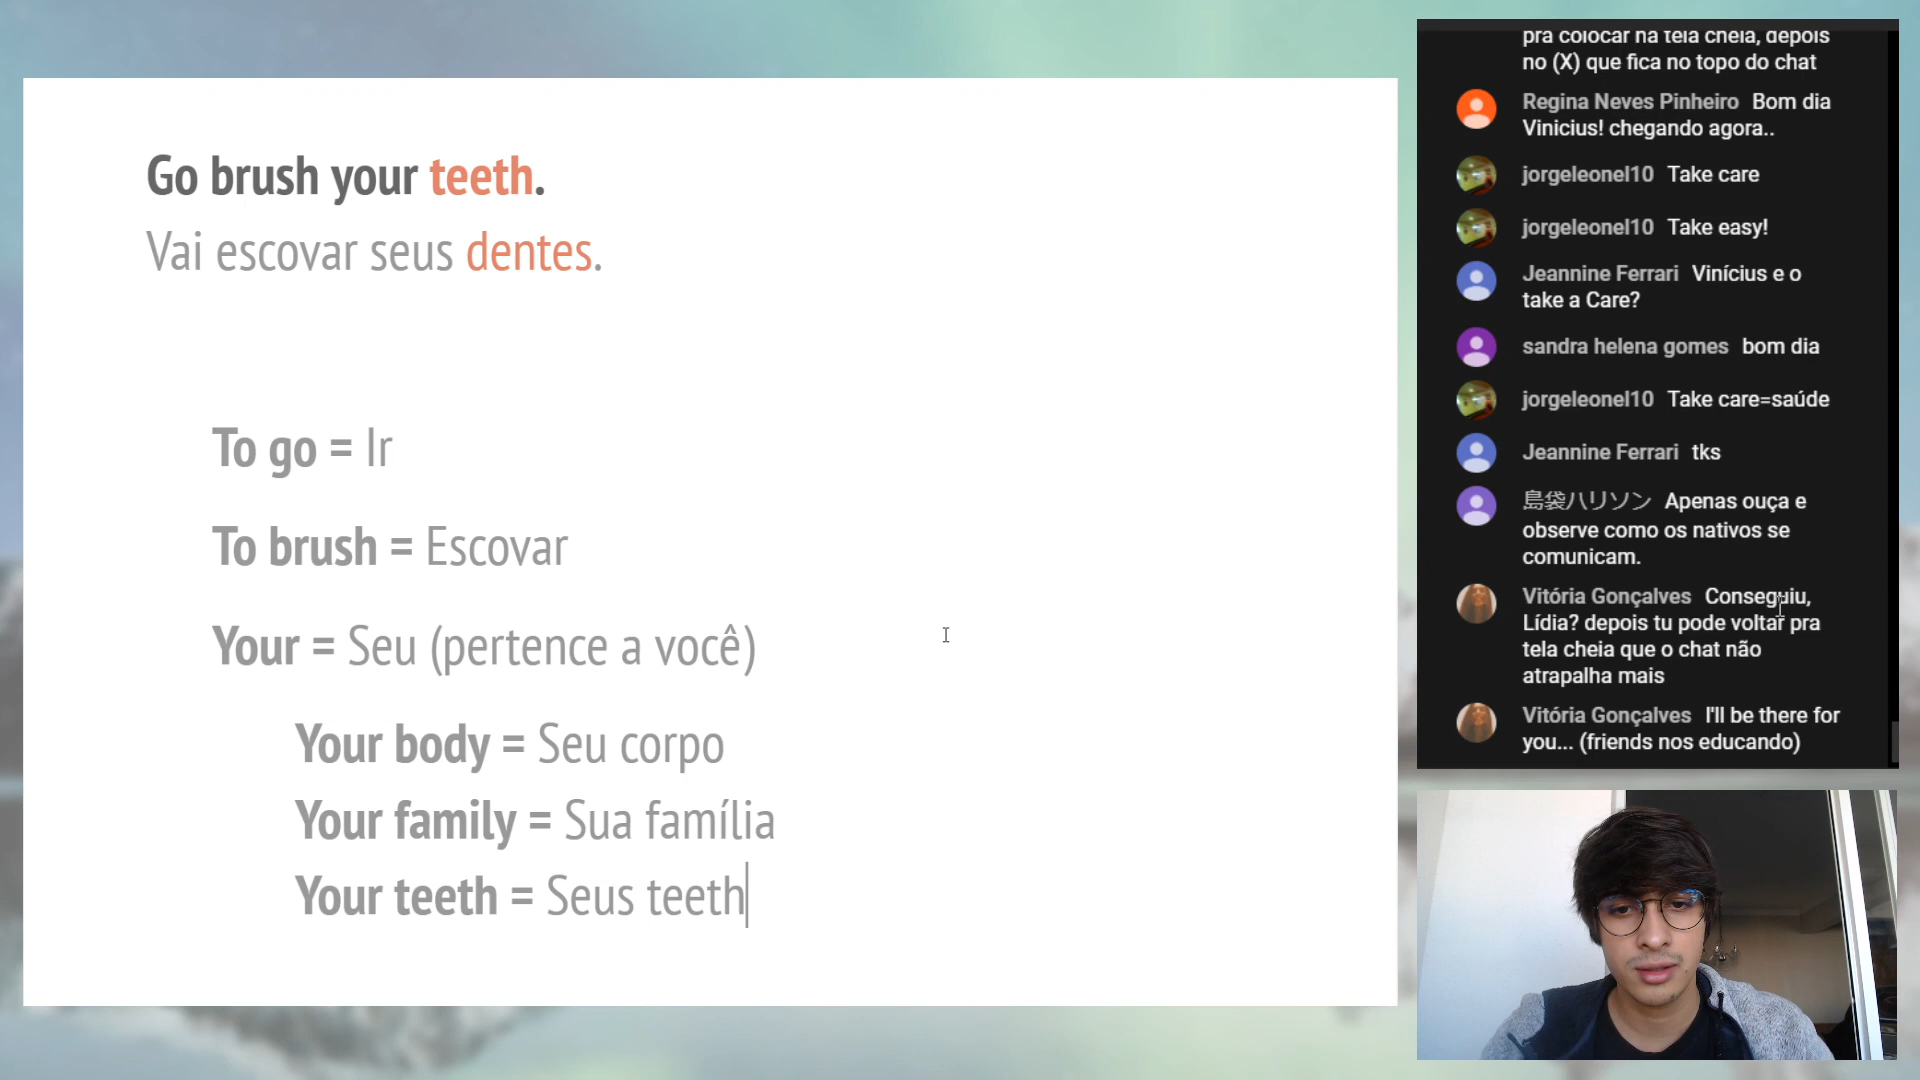 Go brush your teeth.
Vai escovar seus dentes.
To go = Ir
To brush = Escovar
Your = Seu (pertence a você)
Your body = Seu corpo
Your family = Sua família
Your teeth = Seus teeth
pra colocar na tela cheia, depois
no (X) que fica no topo do chat
Regina Neves Pinheiro Bom dia
Vinicius! chegando agora..
jorgeleonel10 Take care
jorgeleonel10 Take easy!
Jeannine Ferrari Vinícius e o
take a Care?
sandra helena gomes bom dia
jorgeleonel10 Take care=saúde
Jeannine Ferrari tks
島袋ハリソン Apenas ouça e
observe como os nativos se
comunicam.
Vitória Gonçalves Conseguiu,
Lídia? depois tu pode voltar pra
tela cheia que o chat não
atrapalha mais
Vitória Gonçalves I'll be there for
you... (friends nos educando)